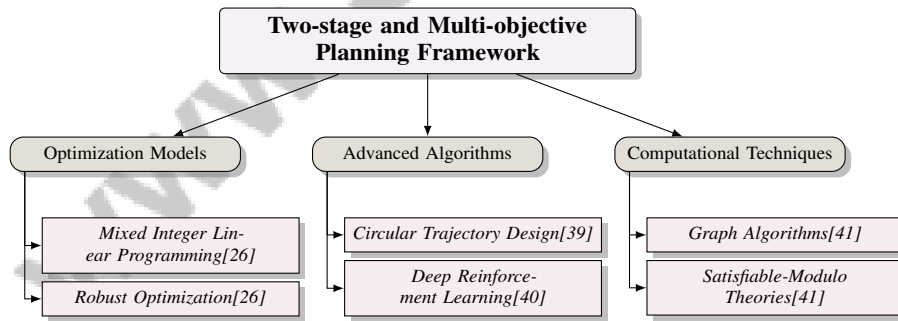 Two-stage and Multi-objective
Planning Framework
Optimization Models
Advanced Algorithms
Computational Techniques
Mixed Integer Lin-
ear Programming[26]
Robust Optimization[26]
Circular Trajectory Design[39]
Deep Reinforce-
ment Learning[40]
Graph Algorithms[41]
Satisfiable-Modulo
Theories[41]
www